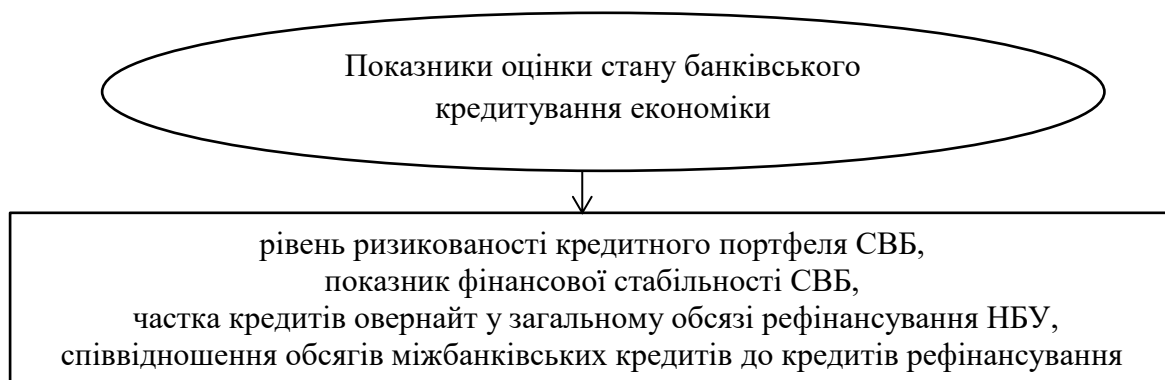 Показники оцінки стану банківського
кредитування економіки
рівень ризикованості кредитного портфеля СВБ,
показник фінансової стабільності СВБ,
частка кредитів овернайт у загальному обсязі рефінансування НБУ,
співвідношення обсягів міжбанківських кредитів до кредитів рефінансування